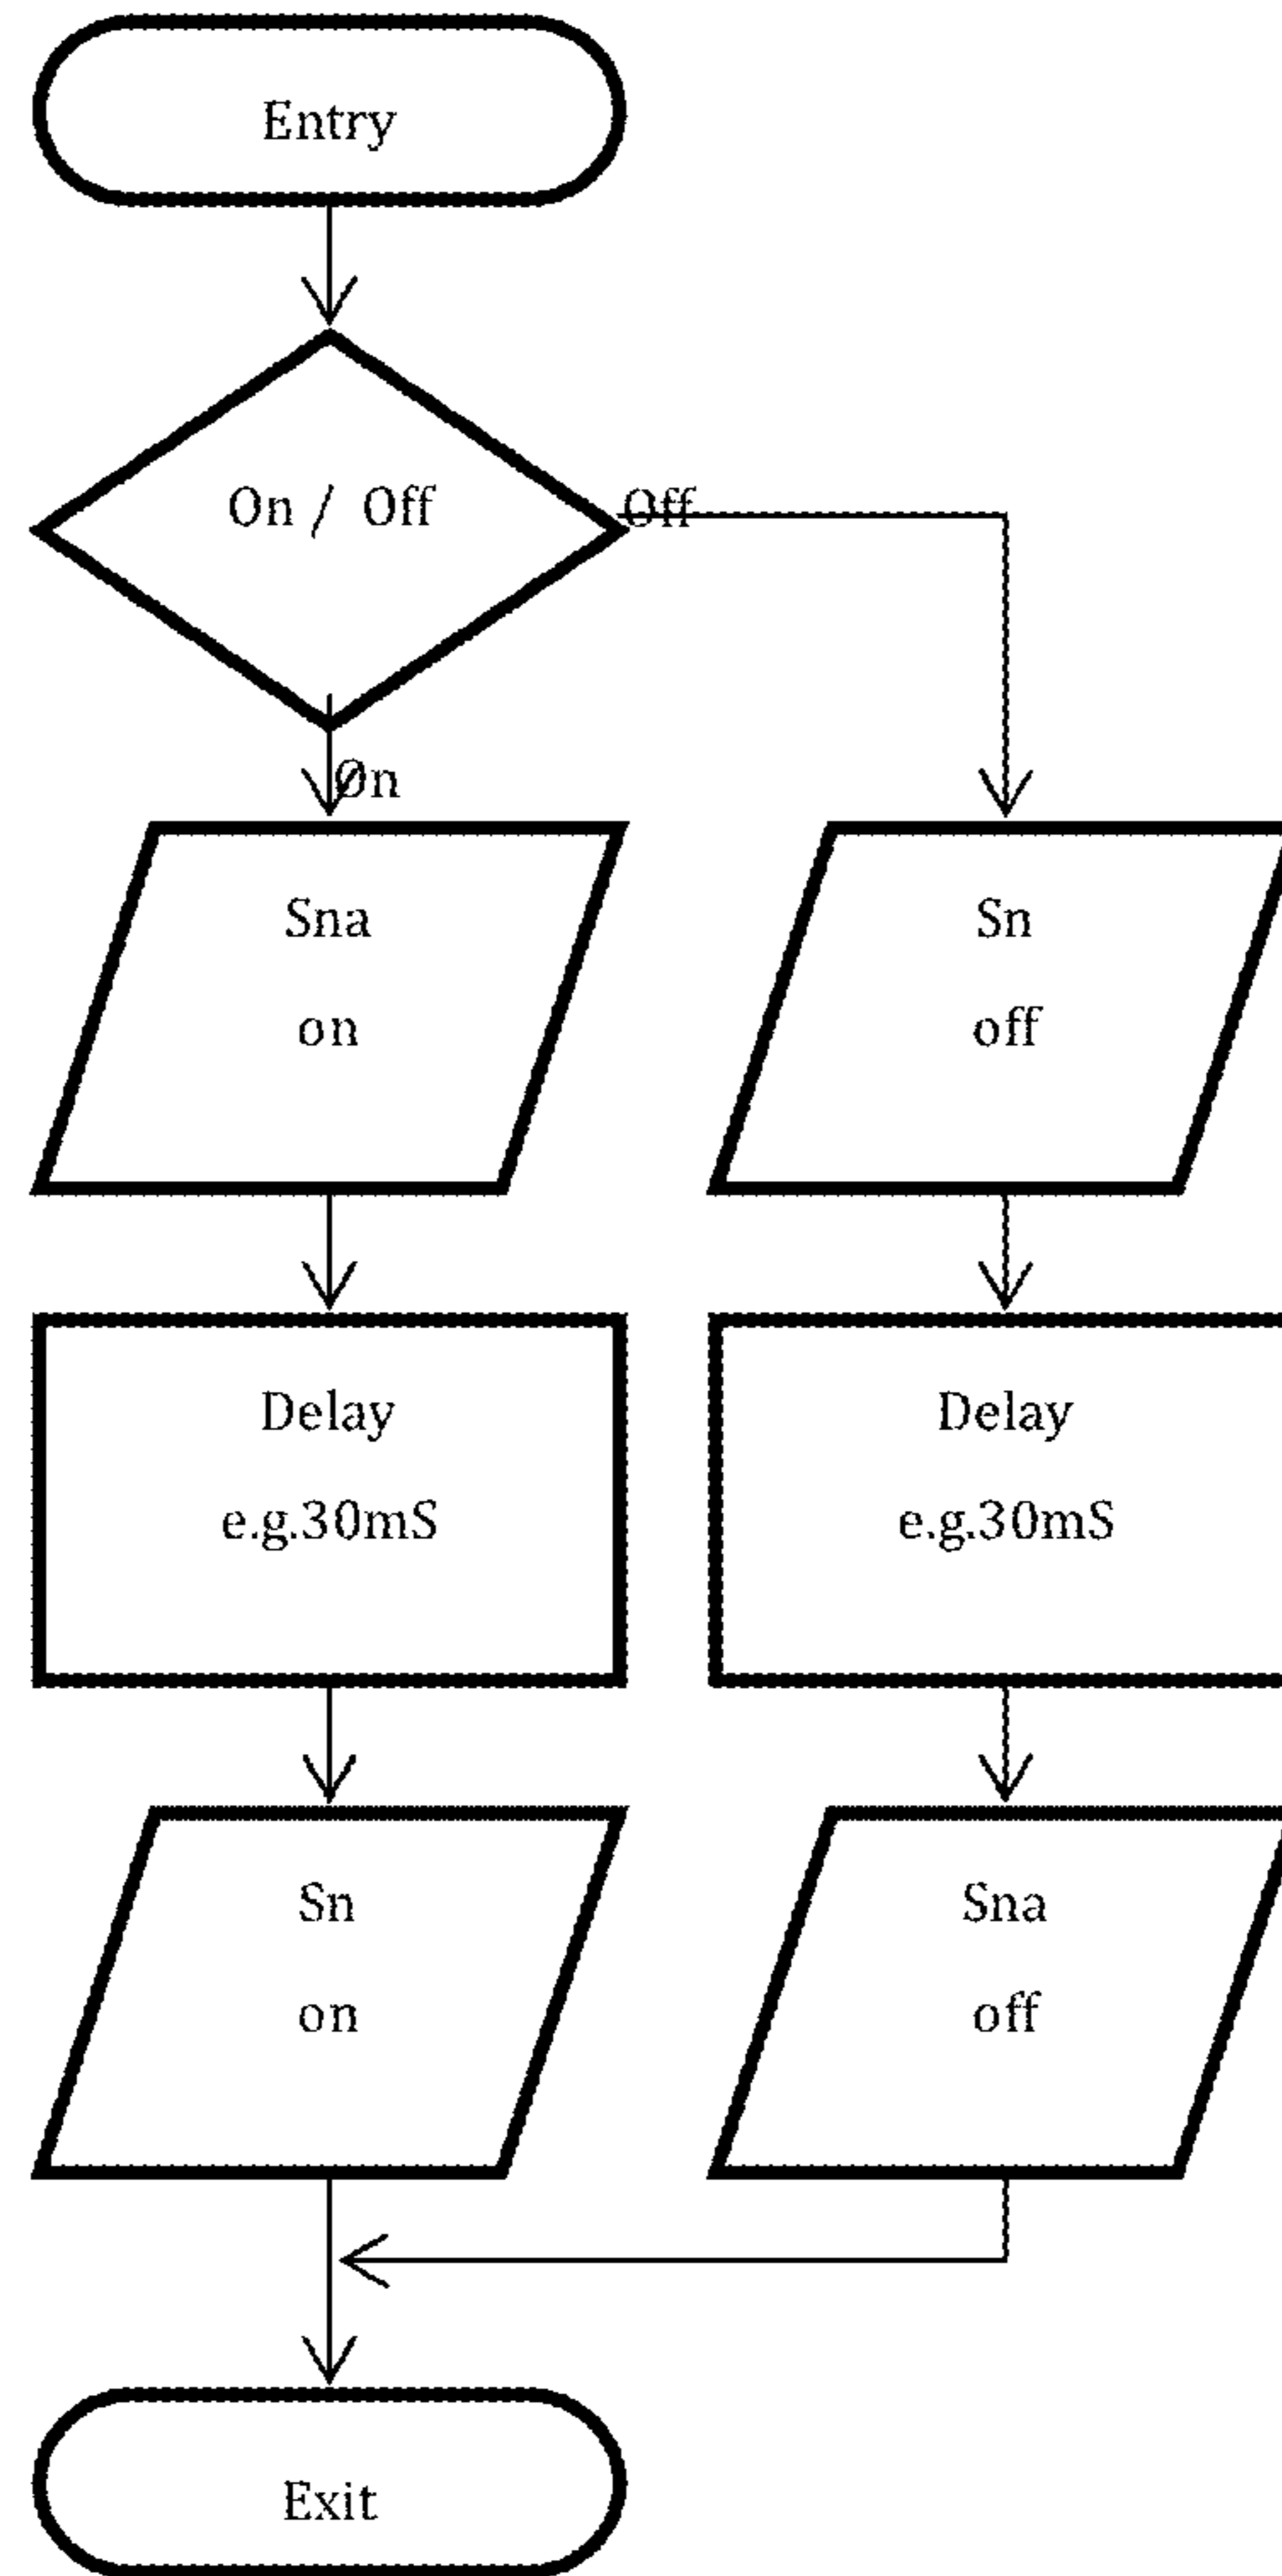 Entry
On / Off
Off
On
Sna
on
Sn
off
Delay
e.g.30mS
Delay
e.g.30mS
Sn
on
Sna
off
Exit